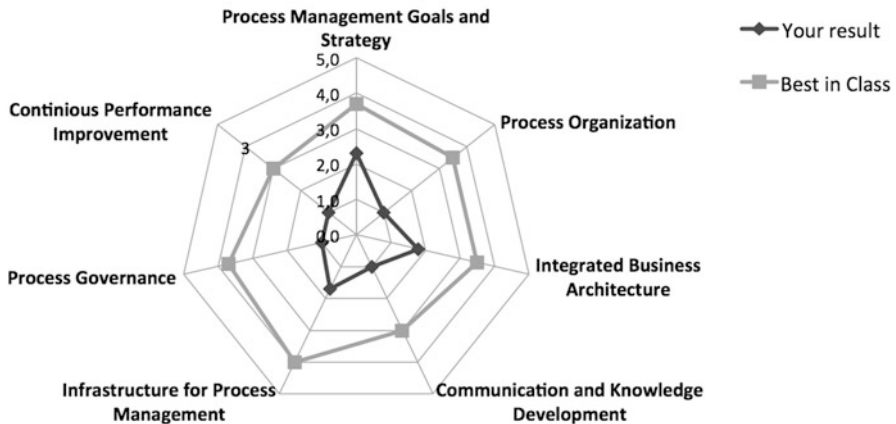 Process Management Goals and
Strategy
Your result
Best in Class
5,0
4,0
3,0
2,0
1,0
0,0
3
Continious Performance
Improvement
Process Organization
Process Governance
Integrated Business
Architecture
Infrastructure for Process
Management
Communication and Knowledge
Development